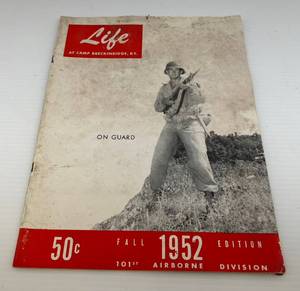 Life
AT CAMP BRECKINRIDGE, KY.
ON GUARD
50c FALL 1952 EDITION
101ST AIRBORNE DIVISION